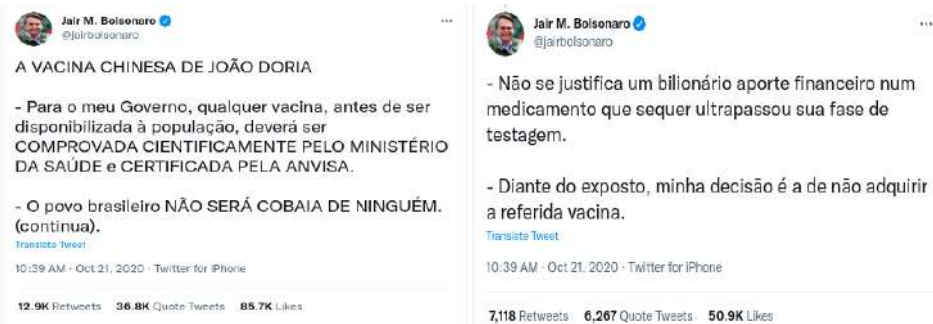 Jair M. Bolsonaro
@jairbolsonaro
A VACINA CHINESA DE JOÃO DORIA
- Para o meu Governo, qualquer vacina, antes de ser
disponibilizada à população, deverá ser
COMPROVADA CIENTIFICAMENTE PELO MINISTÉRIO
DA SAÚDE e CERTIFICADA PELA ANVISA.
- O povo brasileiro NÃO SERÁ COBAIA DE NINGUÉM.
(continua).
Translate Tweet
10:39 AM · Oct 21, 2020 · Twitter for iPhone
12.9K Retweets 36.8K Quote Tweets 85.7K Likes
Jair M. Bolsonaro
@jairbolsonaro
- Não se justifica um bilionário aporte financeiro num
medicamento que sequer ultrapassou sua fase de
testagem.
- Diante do exposto, minha decisão é a de não adquirir
a referida vacina.
Translate Tweet
10:39 AM · Oct 21, 2020 · Twitter for iPhone
7,118 Retweets 6,267 Quote Tweets 50.9K Likes